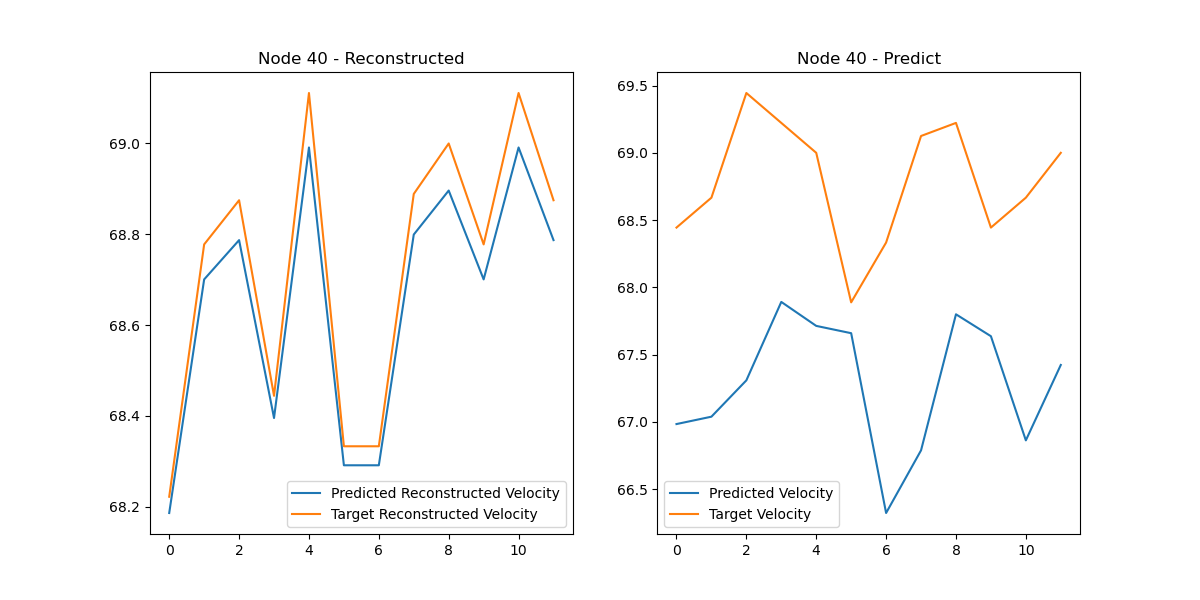 Node 40 - Reconstructed
69.0
68.8
68.6
68.4
68.2
0 2 4 6 8 10
Predicted Reconstructed Velocity
Target Reconstructed Velocity
Node 40 - Predict
69.5
69.0
68.5
68.0
67.5
67.0
66.5
0 2 4 6 8 10
Predicted Velocity
Target Velocity